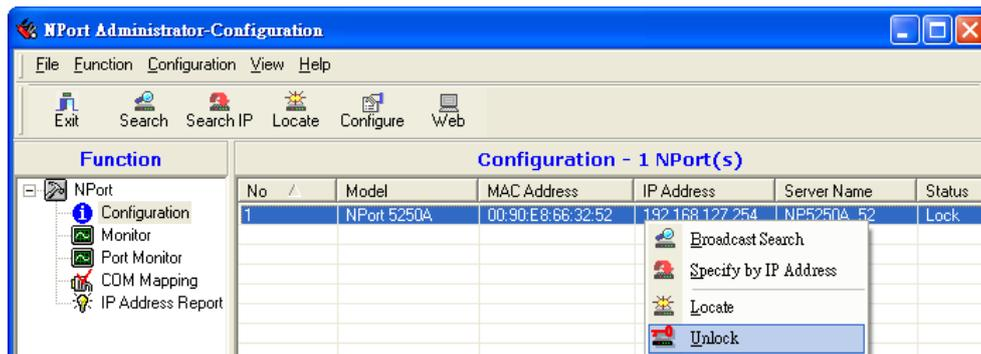 NPort Administrator-Configuration
File Function Configuration View Help
Exit Search Search IP Locate Configure Web
Function
Configuration - 1 NPort(s)
NPort
Configuration
Monitor
Port Monitor
COM Mapping
IP Address Report
No Model MAC Address IP Address Server Name Status
1 NPort 5250A 00:90:E8:66:32:52 192.168.127.254 NP5250A_52 Lock
Broadcast Search
Specify by IP Address
Locate
Unlock